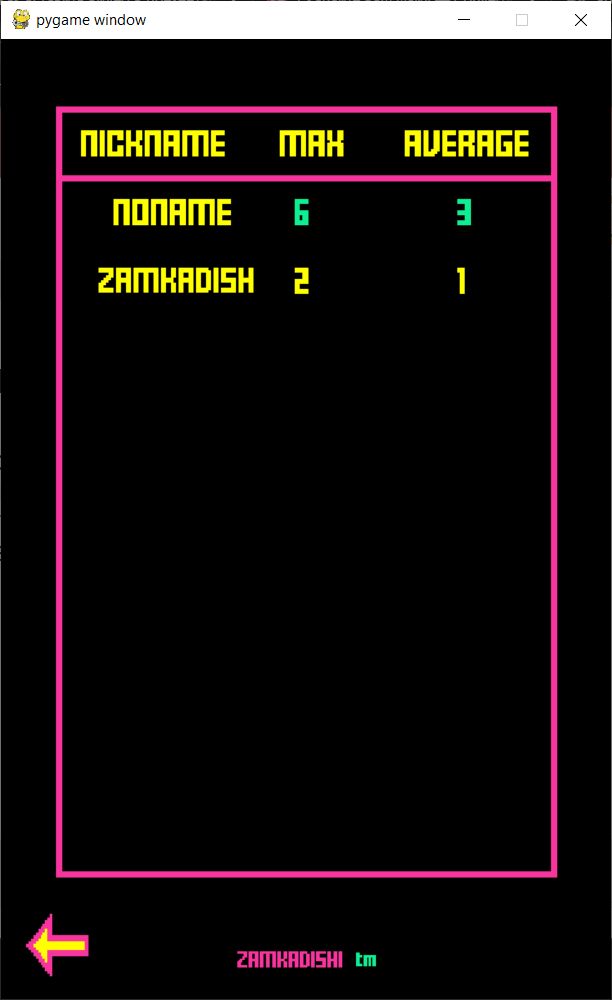 pygame window
NICKNAME MAX AVERAGE
NONAME 6 3
ZAMKADISH 2 1
ZAMKADISHI tm